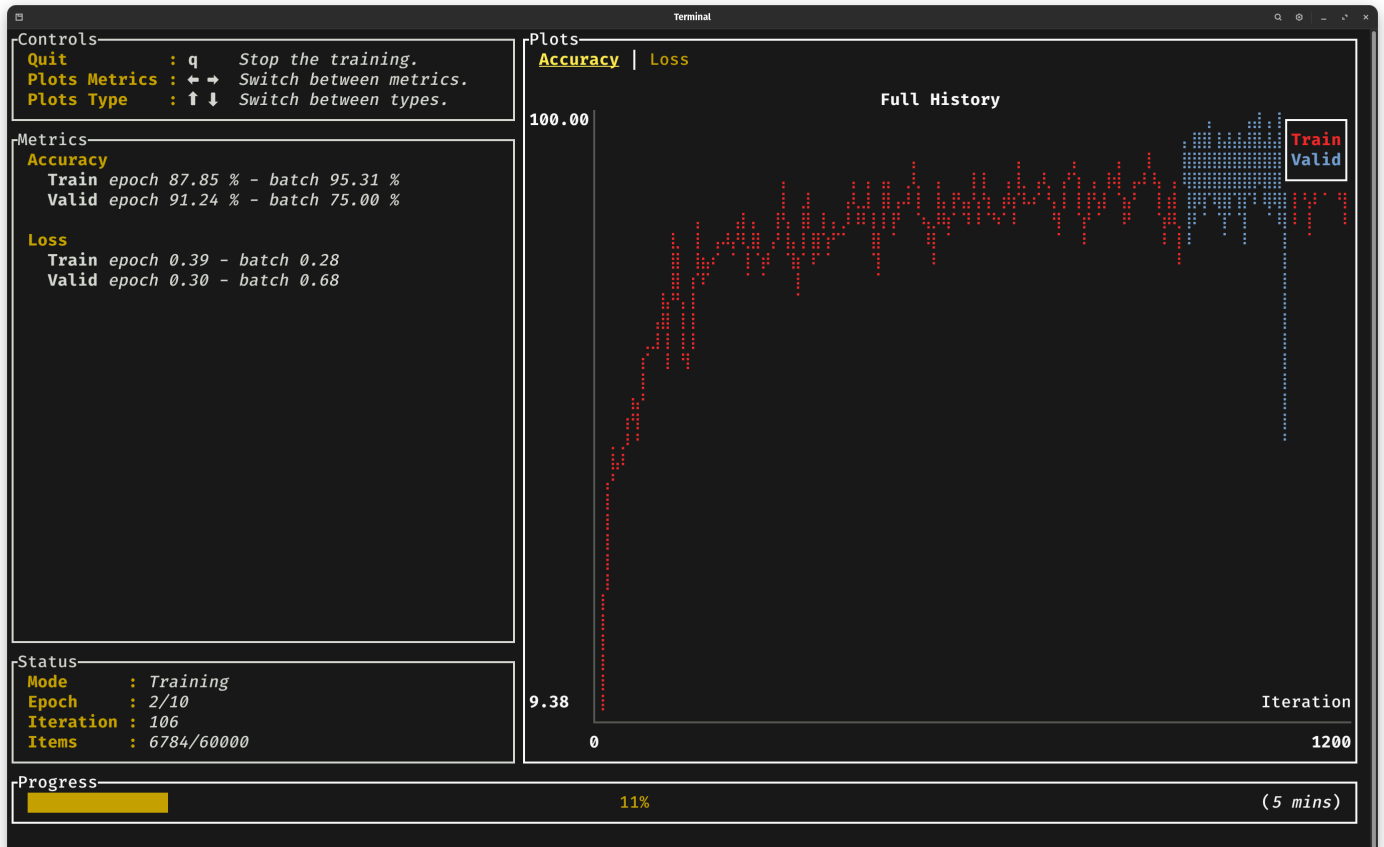 Terminal
Controls
Quit : q Stop the training.
Plots Metrics : ← → Switch between metrics.
Plots Type : ↑ ↓ Switch between types.
Metrics
Accuracy
Train epoch 87.85 % - batch 95.31 %
Valid epoch 91.24 % - batch 75.00 %
Loss
Train epoch 0.39 - batch 0.28
Valid epoch 0.30 - batch 0.68
Status
Mode : Training
Epoch : 2/10
Iteration : 106
Items : 6784/60000
Plots
Accuracy | Loss
Full History
100.00
Train
Valid
9.38
Iteration
0 1200
Progress
11% (5 mins)